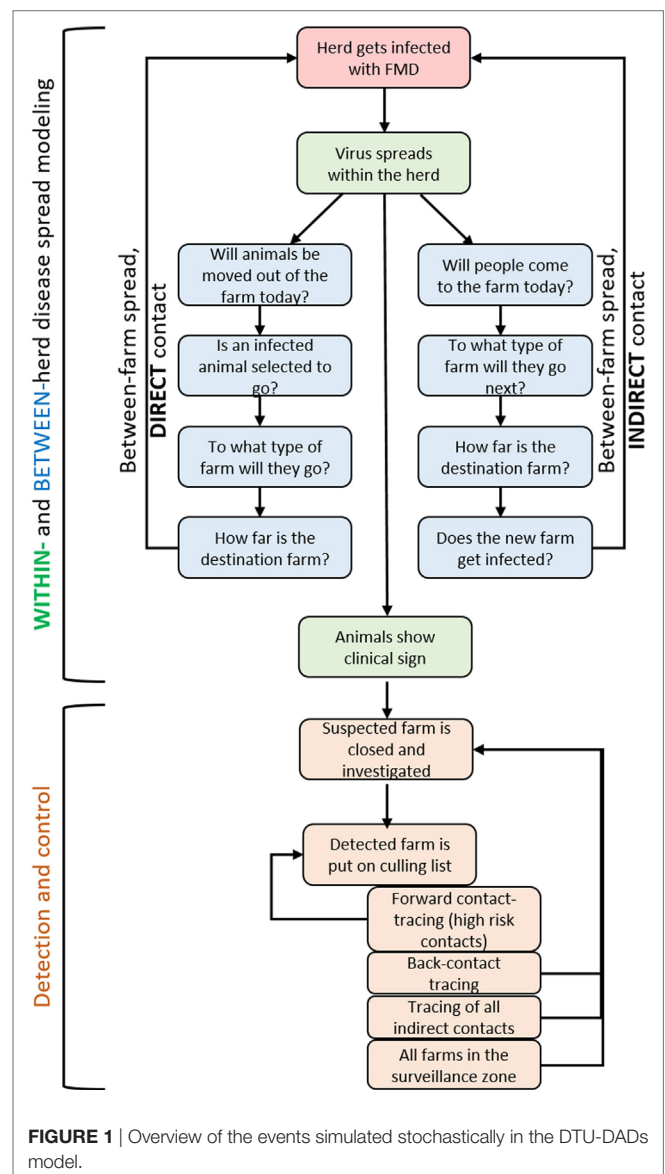 Herd gets infected
with FMD
Virus spreads
within the herd
Will animals be
moved out of the
farm today?
Is an infected
animal selected to
go?
To what type of
farm will they go?
How far is the
destination farm?
Will people come
to the farm today?
To what type of
farm will they go
next?
How far is the
destination farm?
Does the new farm
get infected?
Between-farm spread,
DIRECT contact
Between-farm spread,
INDIRECT contact
WITHIN- and BETWEEN-herd disease spread modeling
Animals show
clinical sign
Suspected farm is
closed and
investigated
Detected farm is
put on culling list
Forward contact-
tracing (high risk
contacts)
Back-contact
tracing
Tracing of all
indirect contacts
All farms in the
surveillance zone
Detection and control
FIGURE 1 | Overview of the events simulated stochastically in the DTU-DADs
model.